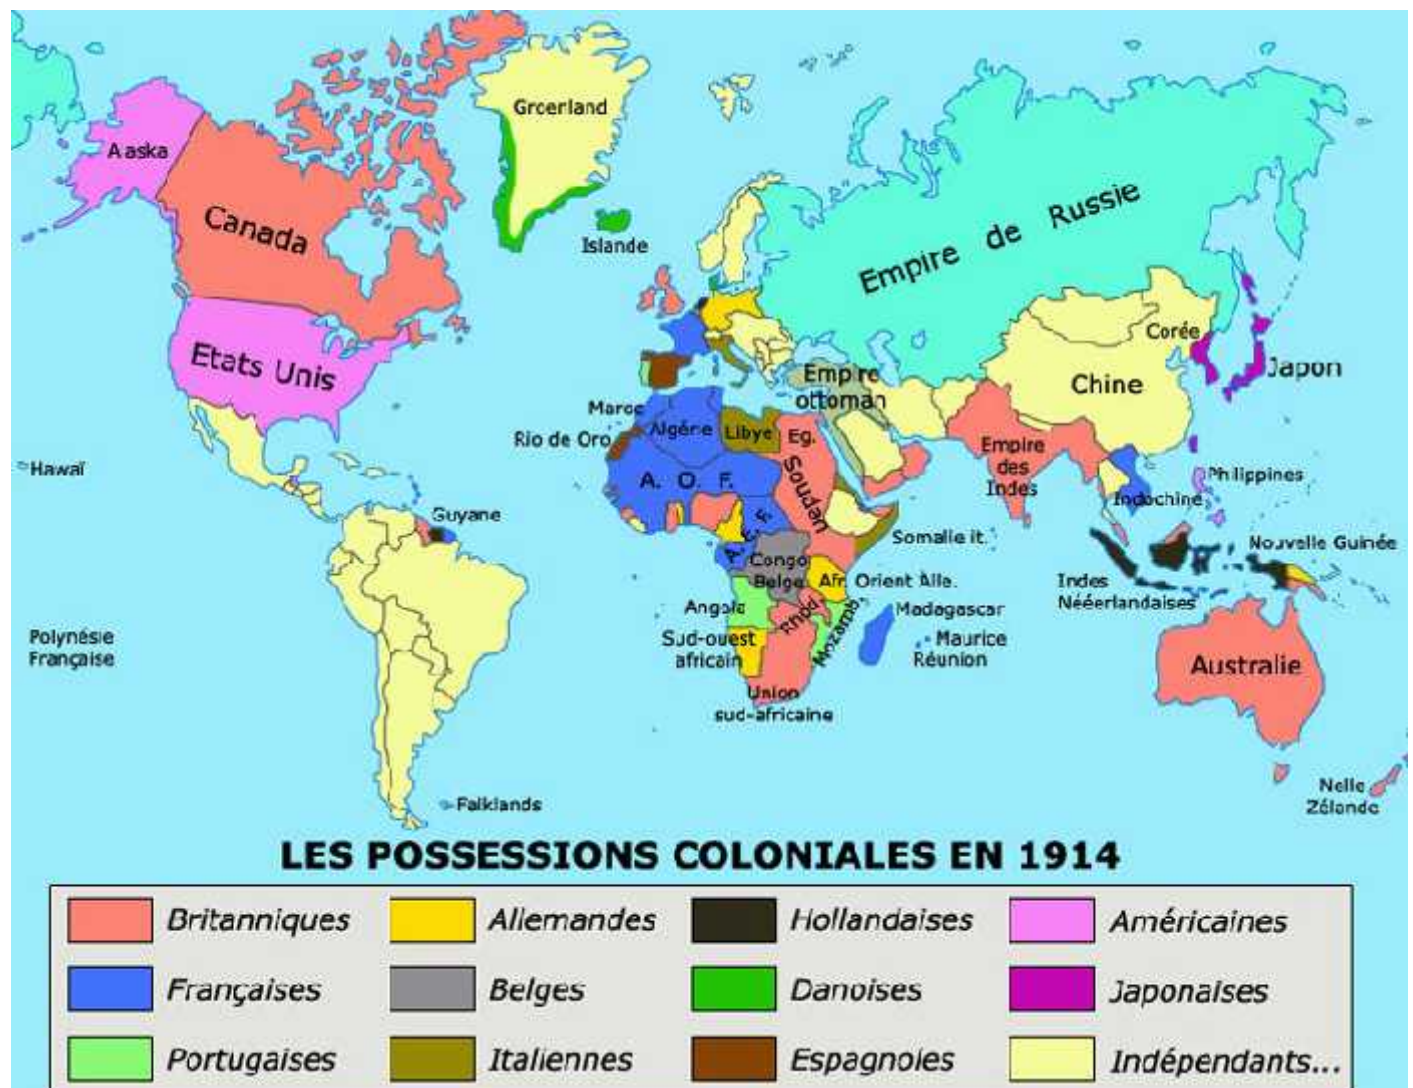 Groenland
Alaska
Canada
Islande
Empire de Russie
Etats Unis
Corée
Japon
Chine
Empire
ottoman
Maroc
Algérie
Libye
Eg.
Rio de Oro
Empire
des
Indes
Hawaï
A. O. F.
Soudan
Philippines
Indochine
Guyane
A. E. F.
Somalie it.
Nouvelle Guinée
Congo
Belge
Afr. Orient Alle.
Indes
Néerlandaises
Angola
Rhod.
Mozamb.
Madagascar
Polynésie
Française
Sud-ouest
africain
Maurice
Réunion
Australie
Union
sud-africaine
Falklands
Nelle
Zélande
LES POSSESSIONS COLONIALES EN 1914
Britanniques
Allemandes
Hollandaises
Américaines
Françaises
Belges
Danoises
Japonaises
Portugaises
Italiennes
Espagnoles
Indépendants...